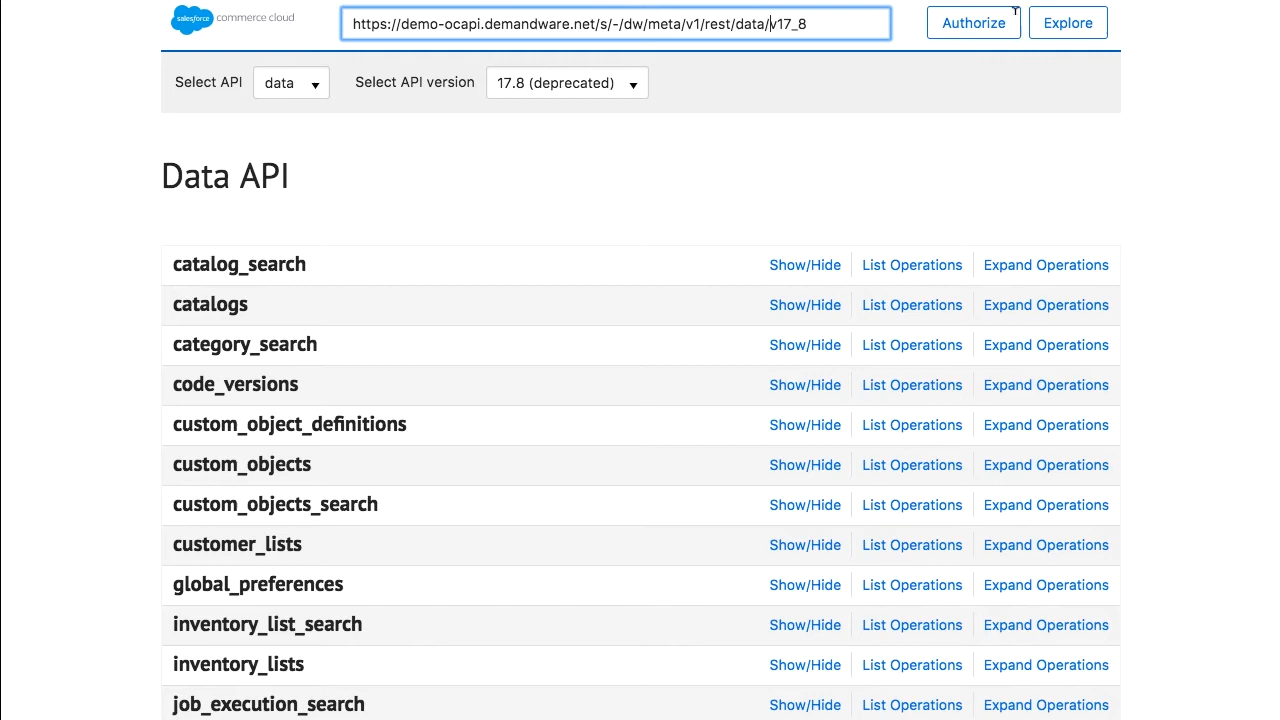 salesforce commerce cloud https://demo-ocapi.demandware.net/s/-/dw/meta/v1/rest/data/v17_8 Authorize Explore
Select API data Select API version 17.8 (deprecated)
Data API
catalog_search Show/Hide List Operations Expand Operations
catalogs Show/Hide List Operations Expand Operations
category_search Show/Hide List Operations Expand Operations
code_versions Show/Hide List Operations Expand Operations
custom_object_definitions Show/Hide List Operations Expand Operations
custom_objects Show/Hide List Operations Expand Operations
custom_objects_search Show/Hide List Operations Expand Operations
customer_lists Show/Hide List Operations Expand Operations
global_preferences Show/Hide List Operations Expand Operations
inventory_list_search Show/Hide List Operations Expand Operations
inventory_lists Show/Hide List Operations Expand Operations
job_execution_search Show/Hide List Operations Expand Operations